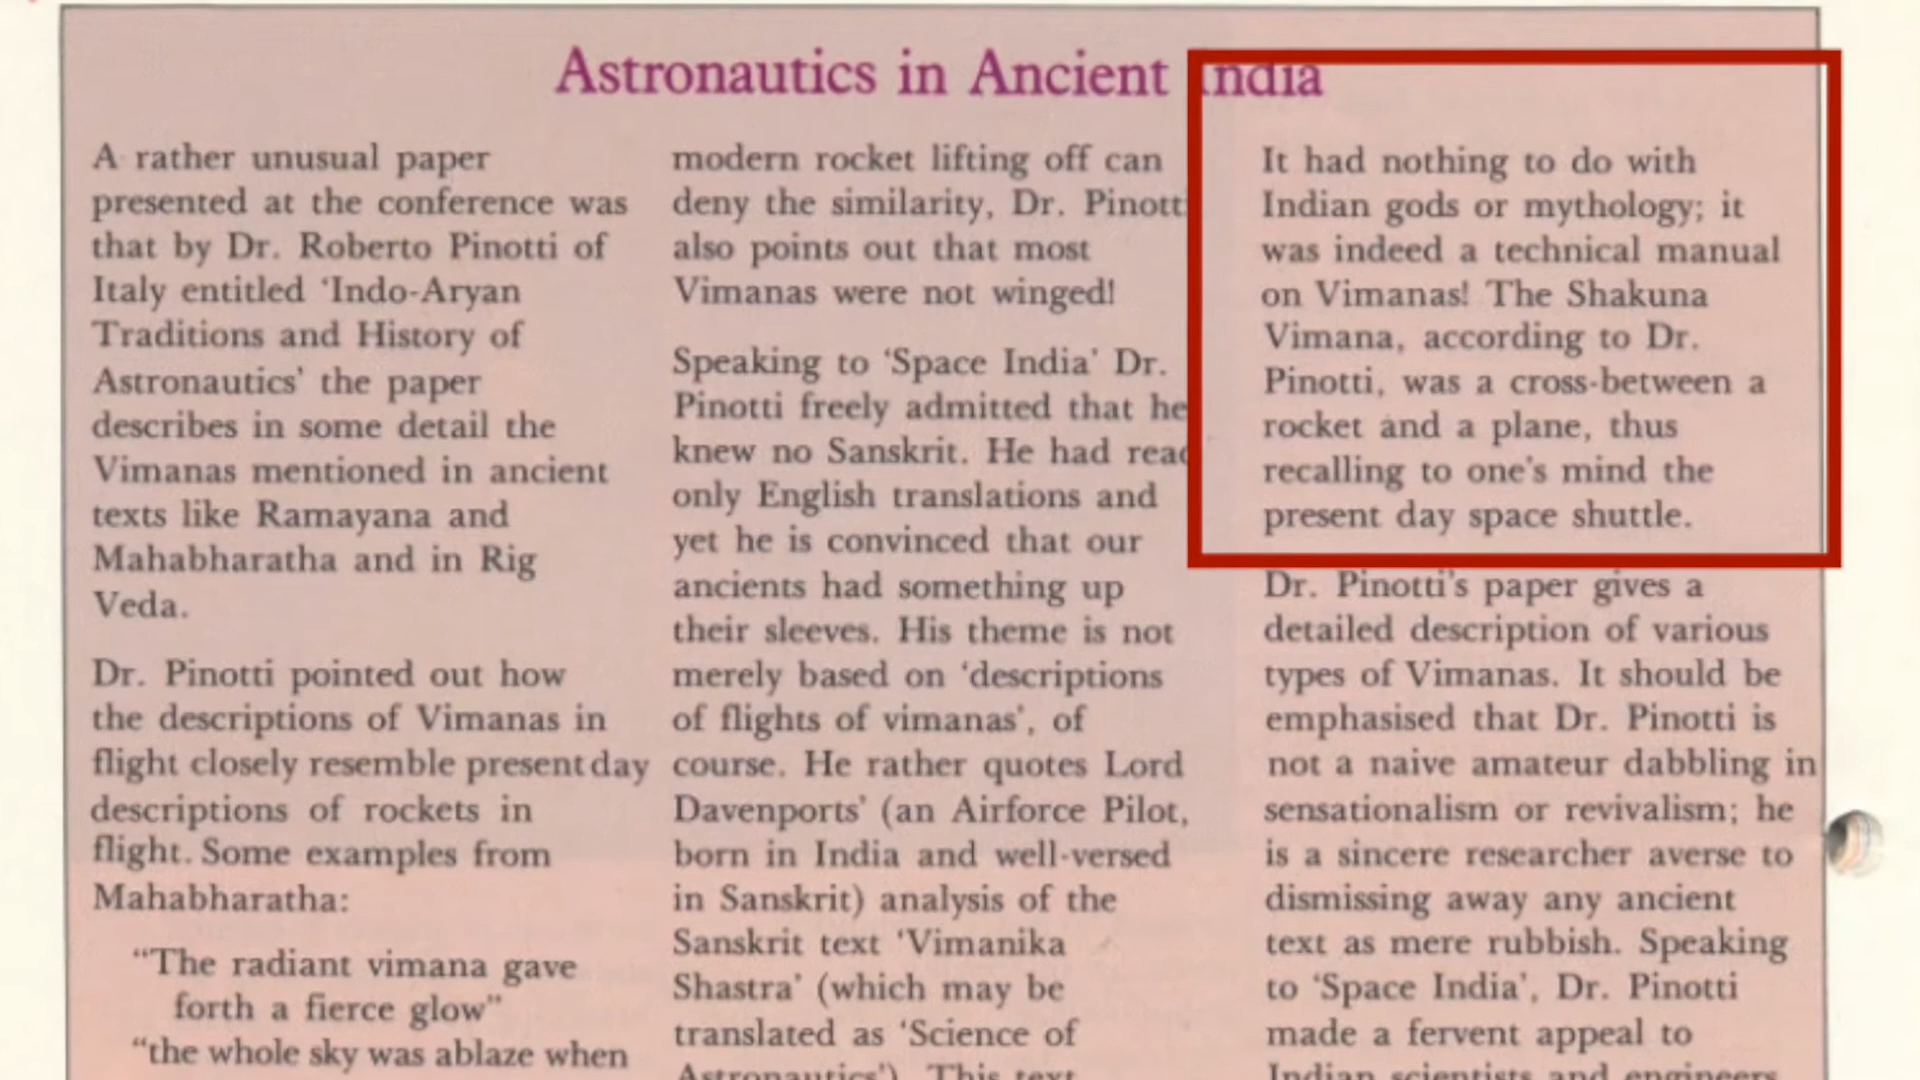 Astronautics in Ancient India
A rather unusual paper
presented at the conference was
that by Dr. Roberto Pinotti of
Italy entitled 'Indo-Aryan
Traditions and History of
Astronautics' the paper
describes in some detail the
Vimanas mentioned in ancient
texts like Ramayana and
Mahabharatha and in Rig
Veda.
Dr. Pinotti pointed out how
the descriptions of Vimanas in
flight closely resemble present day
descriptions of rockets in
flight. Some examples from
Mahabharatha:
"The radiant vimana gave
forth a fierce glow"
"the whole sky was ablaze when
modern rocket lifting off can
deny the similarity, Dr. Pinotti
also points out that most
Vimanas were not winged!
Speaking to 'Space India' Dr.
Pinotti freely admitted that he
knew no Sanskrit. He had read
only English translations and
yet he is convinced that our
ancients had something up
their sleeves. His theme is not
merely based on 'descriptions
of flights of vimanas', of
course. He rather quotes Lord
Davenports' (an Airforce Pilot,
born in India and well-versed
in Sanskrit) analysis of the
Sanskrit text 'Vimanika
Shastra' (which may be
translated as 'Science of
Astronautics'). This text
It had nothing to do with
Indian gods or mythology; it
was indeed a technical manual
on Vimanas! The Shakuna
Vimana, according to Dr.
Pinotti, was a cross-between a
rocket and a plane, thus
recalling to one's mind the
present day space shuttle.
Dr. Pinotti's paper gives a
detailed description of various
types of Vimanas. It should be
emphasised that Dr. Pinotti is
not a naive amateur dabbling in
sensationalism or revivalism; he
is a sincere researcher averse to
dismissing away any ancient
text as mere rubbish. Speaking
to 'Space India', Dr. Pinotti
made a fervent appeal to
Indian scientists and engineers